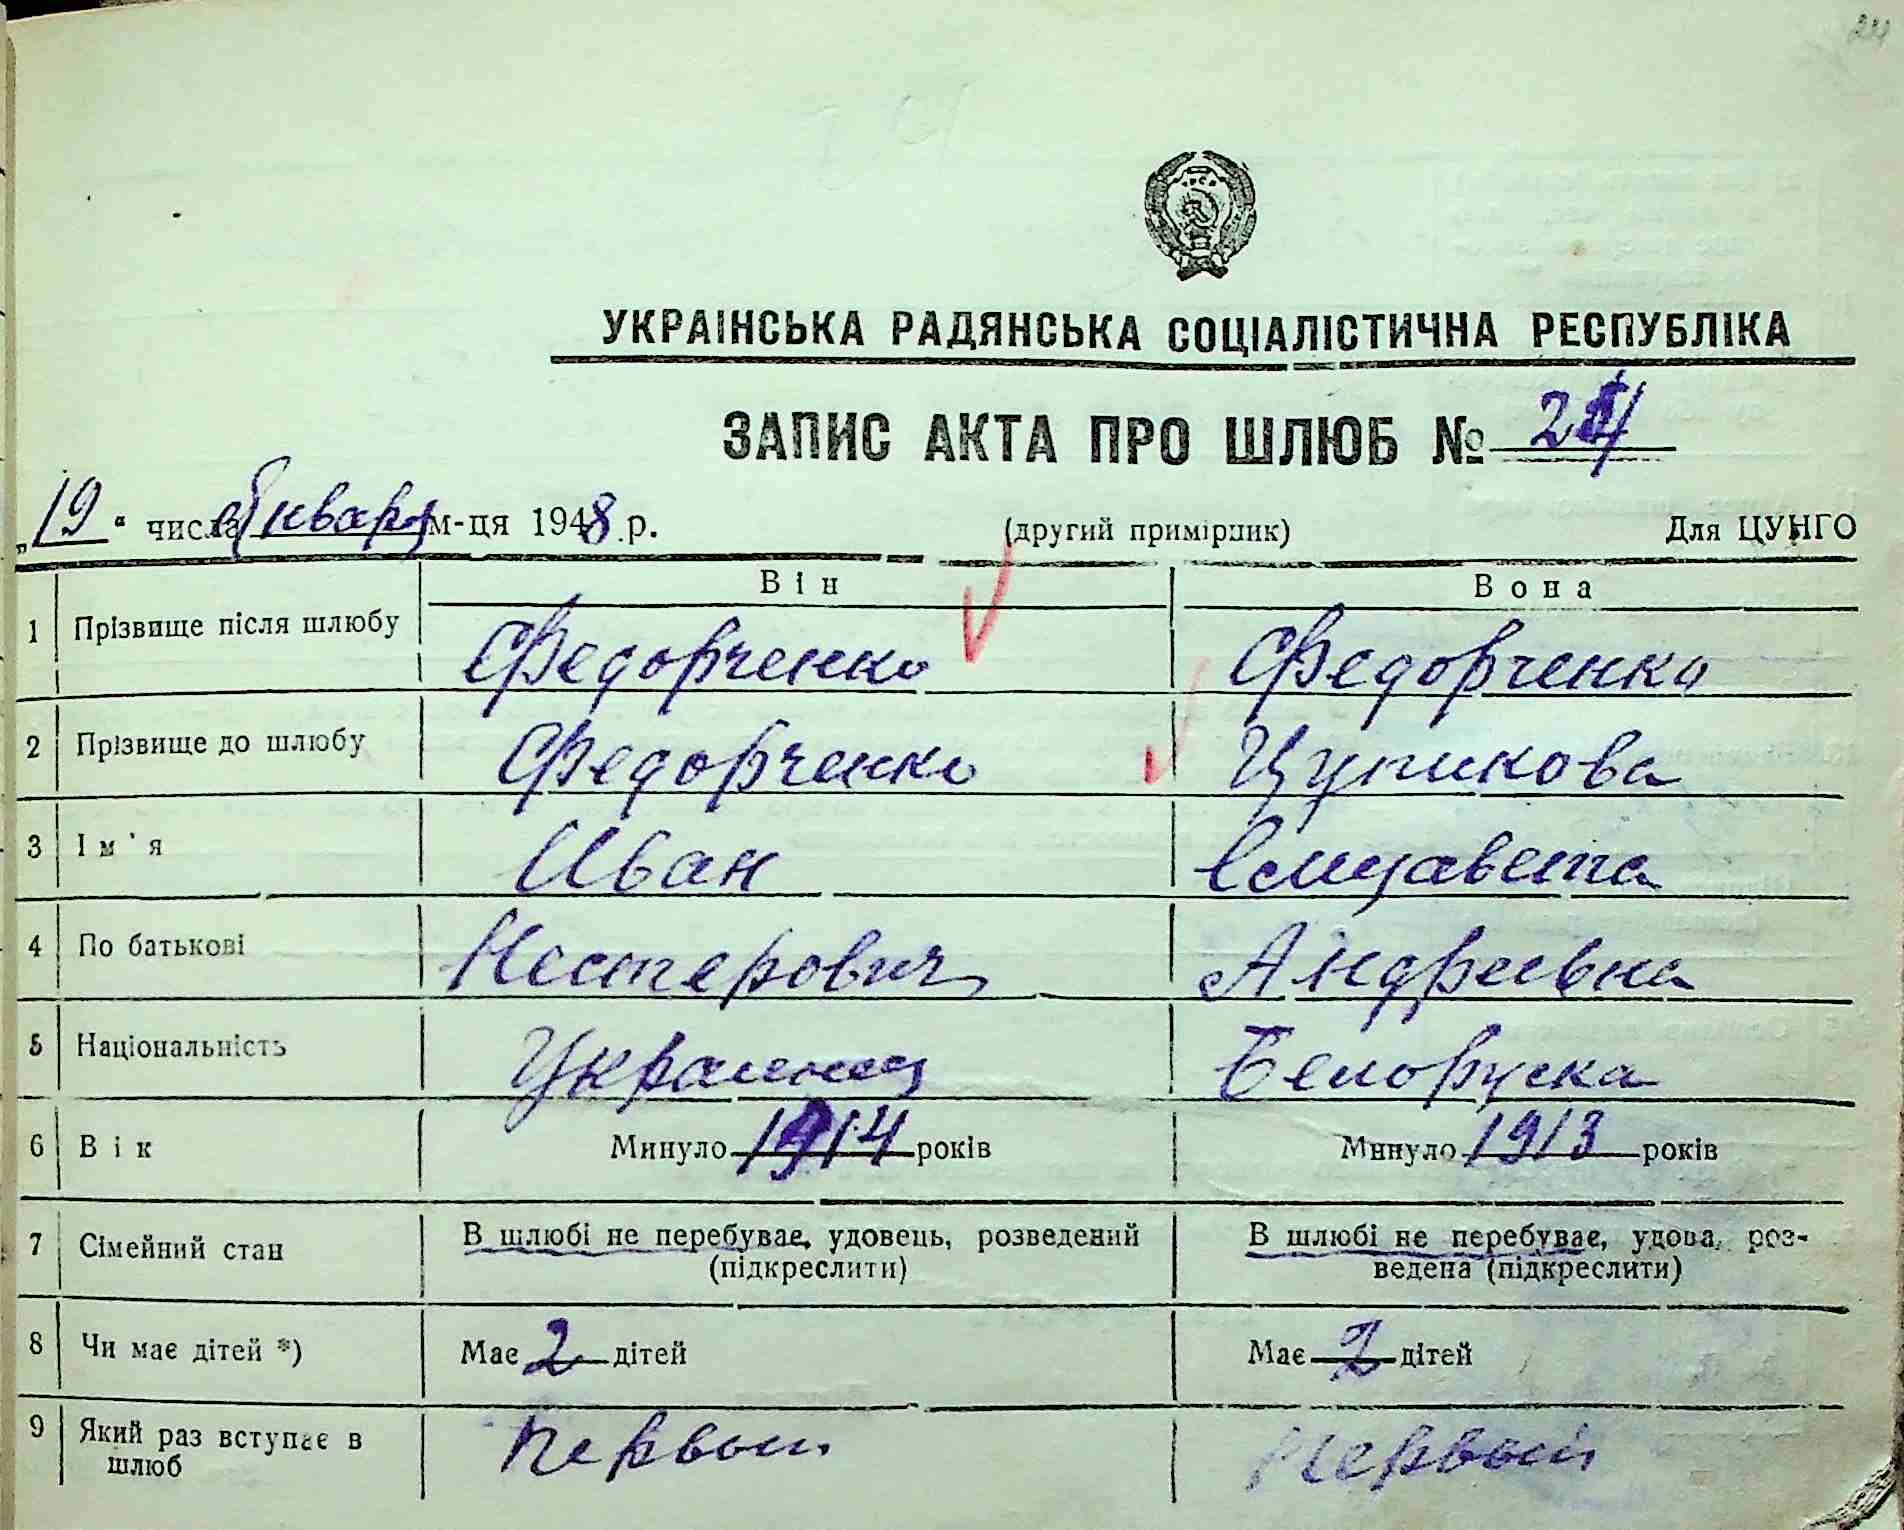 24
УКРАІНСЬКА РАДЯНСЬКА СОЦІАЛІСТИЧНА РЕСПУБЛІКА
ЗАПИС АКТА ПРО ШЛЮБ № 24
„19" числа января м-ця 1948 р. (другий примірник) Для ЦУНГО
Він Вона
1 Прізвище після шлюбу Федорченко Федорченко
2 Прізвище до шлюбу Федорченко Цупикова
3 Ім'я Иван Елизавета
4 По батькові Нестерович Андреевна
5 Національність Украинец Белоруска
6 Вік Минуло 1914 років Минуло 1913 років
7 Сімейний стан В шлюбі не перебуває, удовець, розведений В шлюбі не перебуває, удова, роз-
(підкреслити) ведена (підкреслити)
8 Чи має дітей *) Має 2 дітей Має 2 дітей
9 Який раз вступає в Первый Первый
шлюб